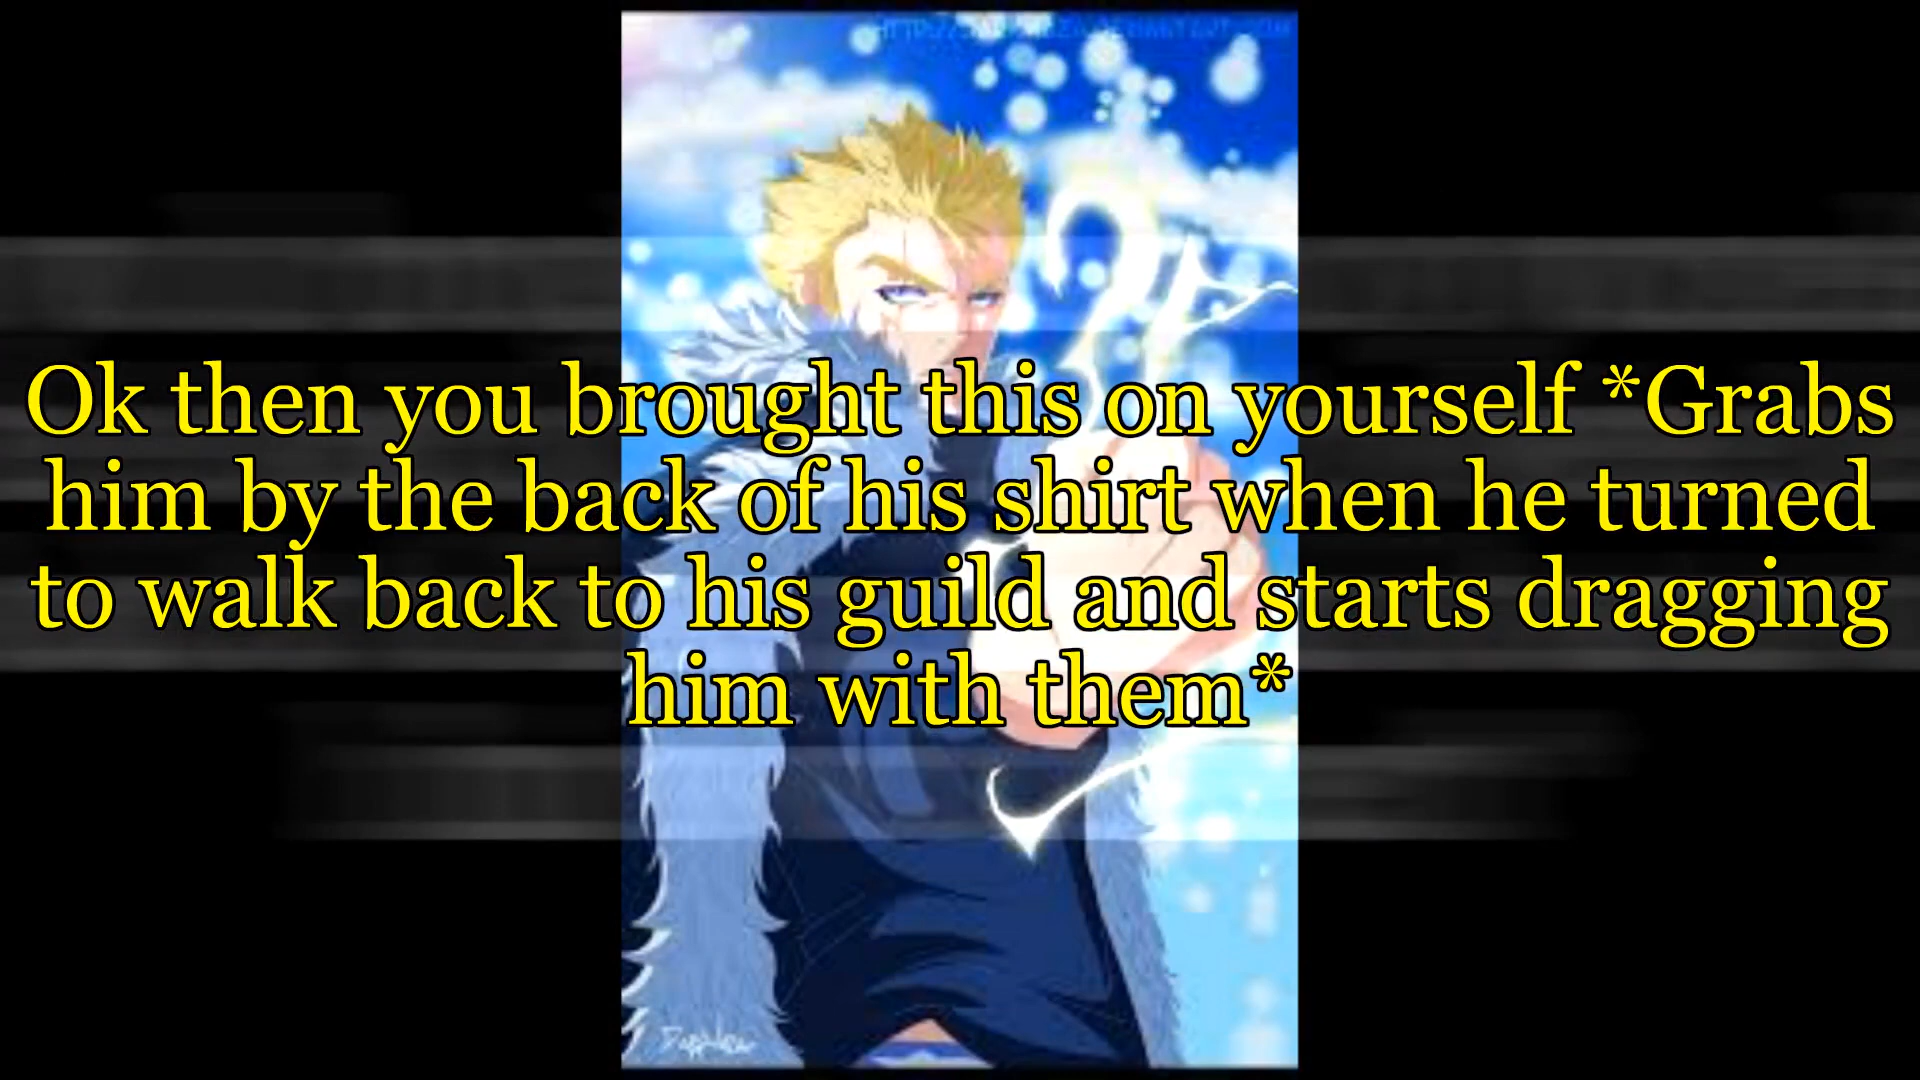 Ok then you brought this on yourself *Grabs
him by the back of his shirt when he turned
to walk back to his guild and starts dragging
him with them*